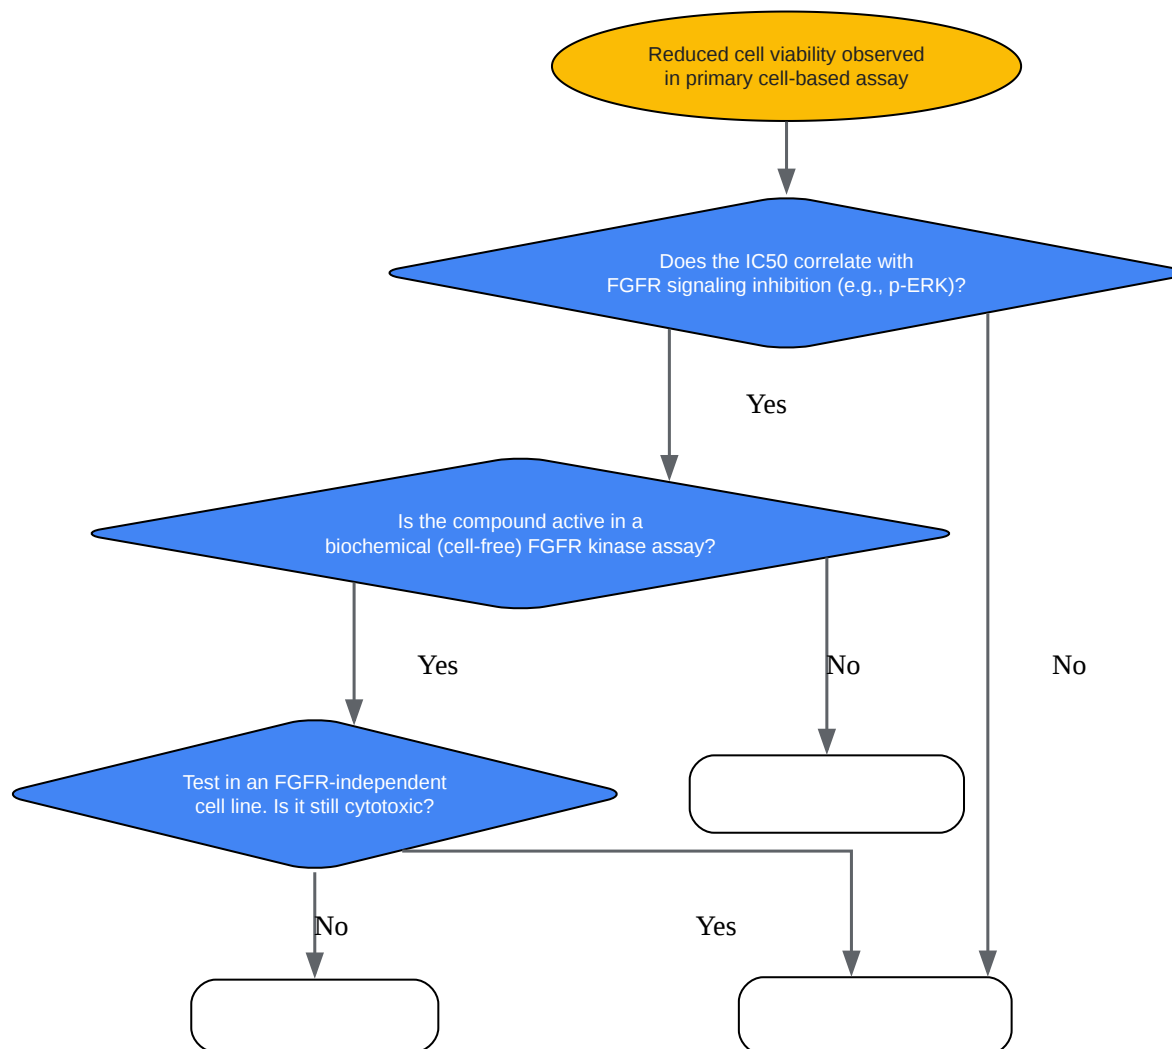 Reduced cell viability observed
in primary cell-based assay
Does the IC50 correlate with
FGFR signaling inhibition (e.g., p-ERK)?
Yes
Is the compound active in a
biochemical (cell-free) FGFR kinase assay?
Yes
No
No
Test in an FGFR-independent
cell line. Is it still cytotoxic?
No
Yes